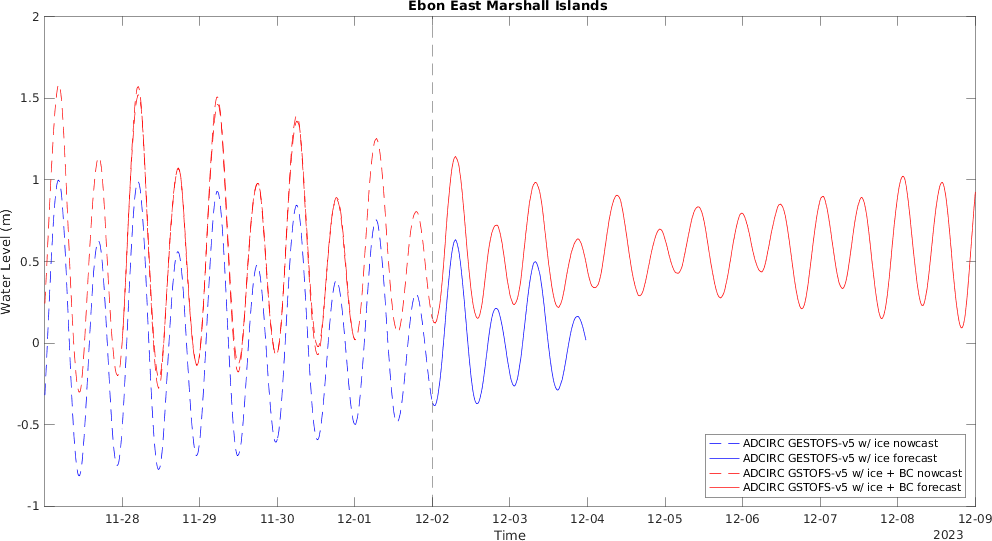 Ebon East Marshall Islands
2
1.5
1
0.5
0
-0.5
-1
Water Level (m)
11-28 11-29 11-30 12-01 12-02 12-03 12-04 12-05 12-06 12-07 12-08 12-09
Time
2023
ADCIRC GESTOFS-v5 w/ ice nowcast
ADCIRC GESTOFS-v5 w/ ice forecast
ADCIRC GSTOFS-v5 w/ ice + BC nowcast
ADCIRC GSTOFS-v5 w/ ice + BC forecast